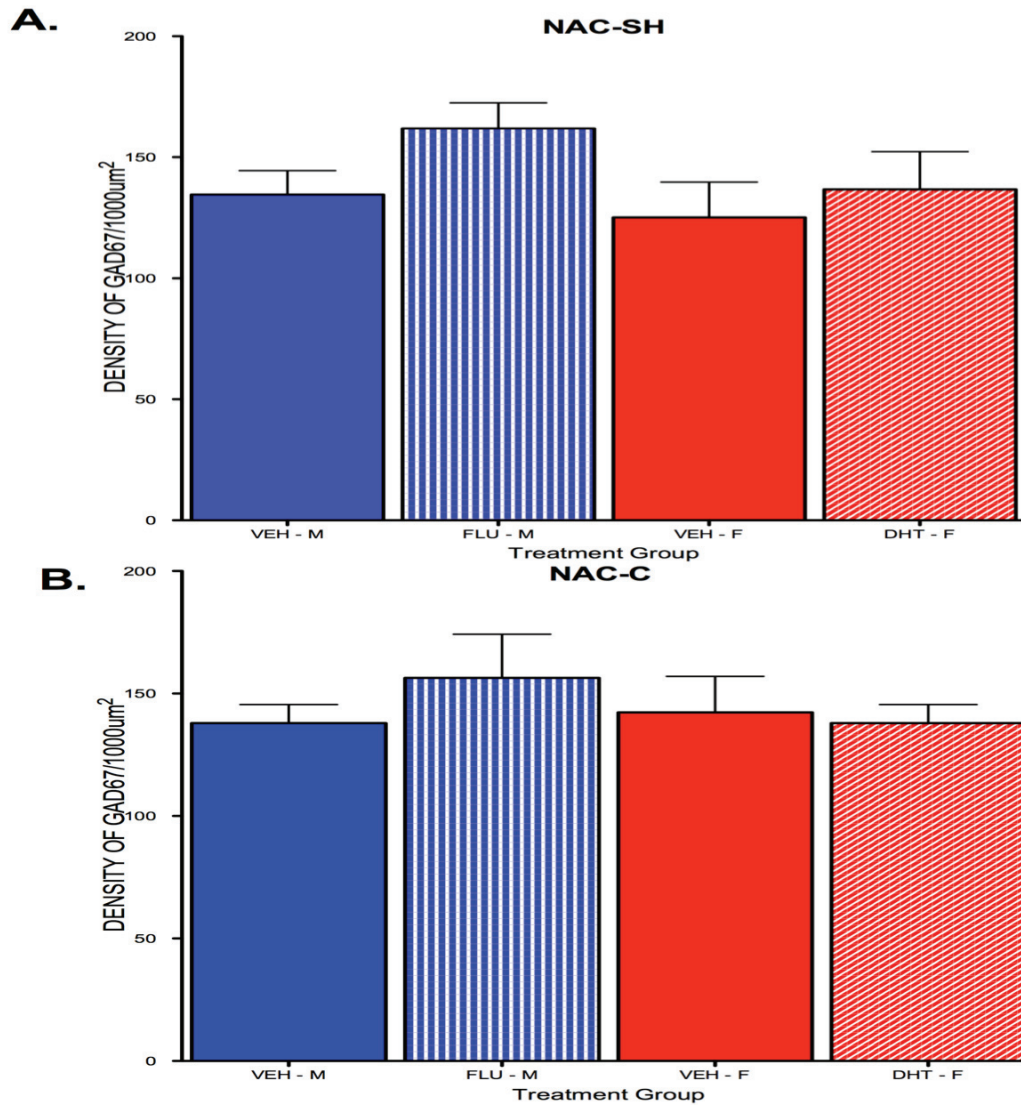 A.
NAC-SH
DENSITY OF GAD67/1000um²
200
150
100
50
0
VEH - M
FLU - M
VEH - F
DHT - F
Treatment Group
B.
NAC-C
DENSITY OF GAD67/1000um²
200
150
100
50
0
VEH - M
FLU - M
VEH - F
DHT - F
Treatment Group